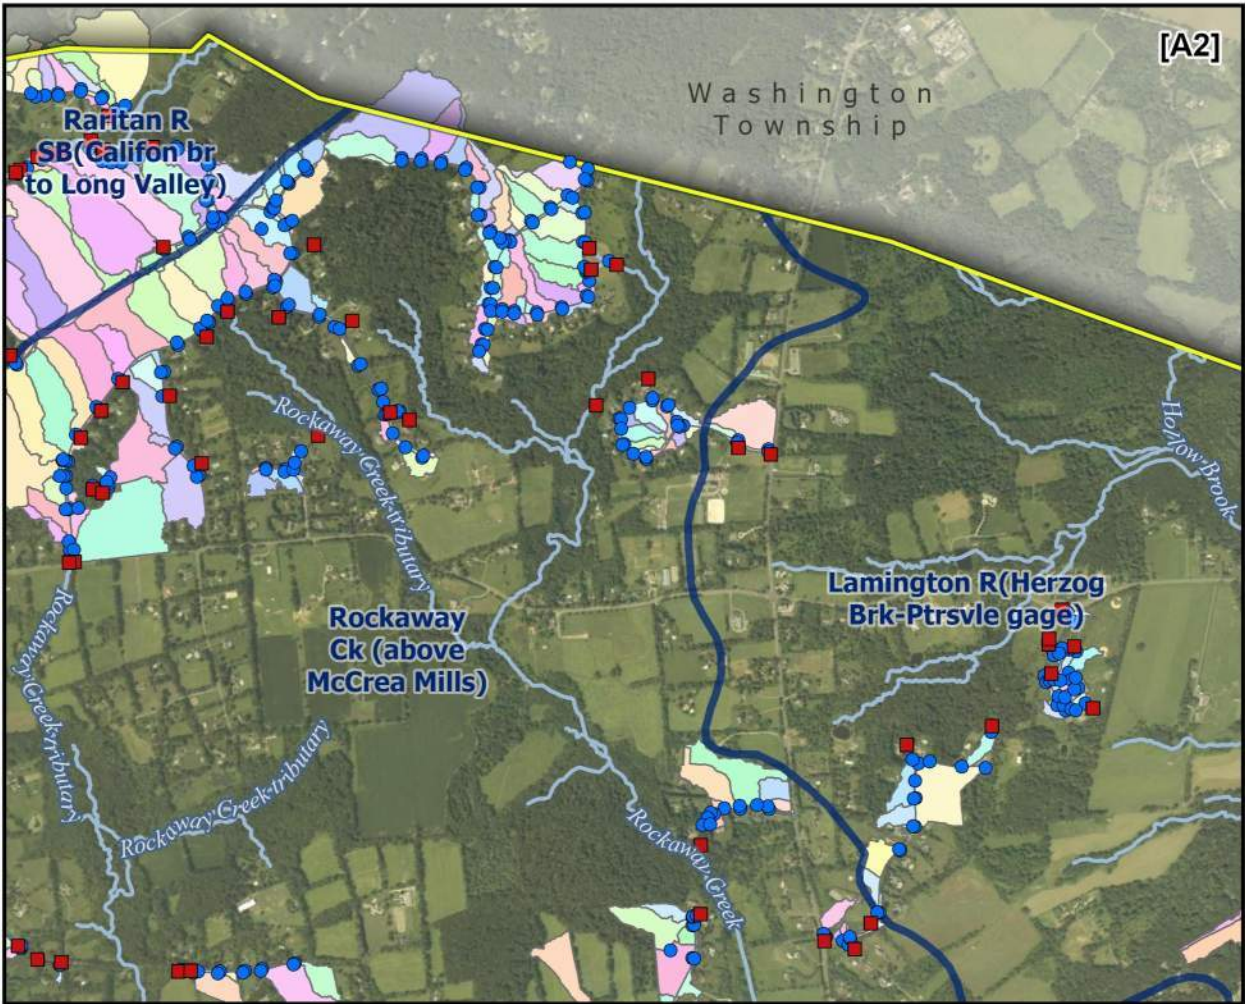 [A2]
Washington
Township
Raritan R
SB(Califon br
to Long Valley)
Rockaway Creek tributary
Hollow Brook
Lamington R(Herzog
Brk-Ptrsvle gage)
Rockaway
Ck (above
McCrea Mills)
Rockaway Creek tributary
Rockaway Creek tributary
Rockaway Creek